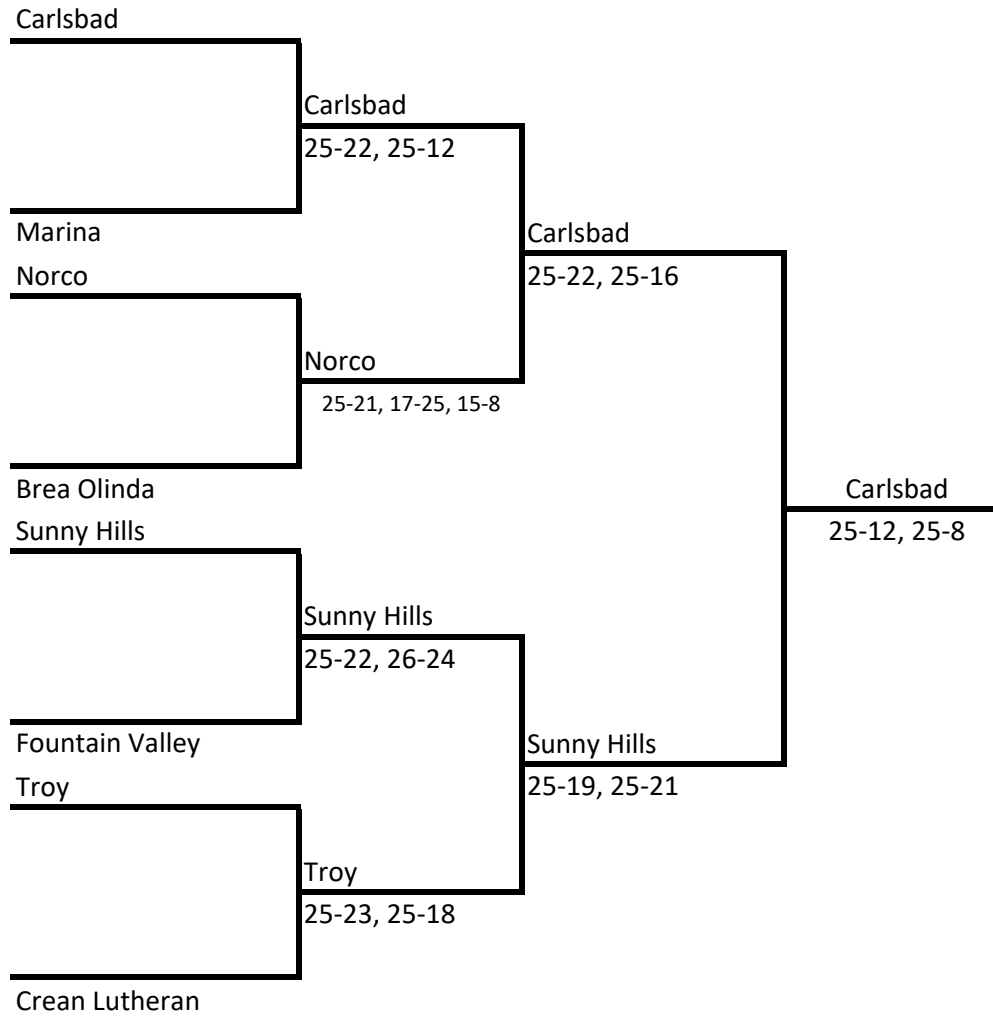 Carlsbad
Carlsbad
25-22, 25-12
Marina
Carlsbad
Norco
25-22, 25-16
Norco
25-21, 17-25, 15-8
Brea Olinda
Carlsbad
Sunny Hills
25-12, 25-8
Sunny Hills
25-22, 26-24
Fountain Valley
Sunny Hills
Troy
25-19, 25-21
Troy
25-23, 25-18
Crean Lutheran